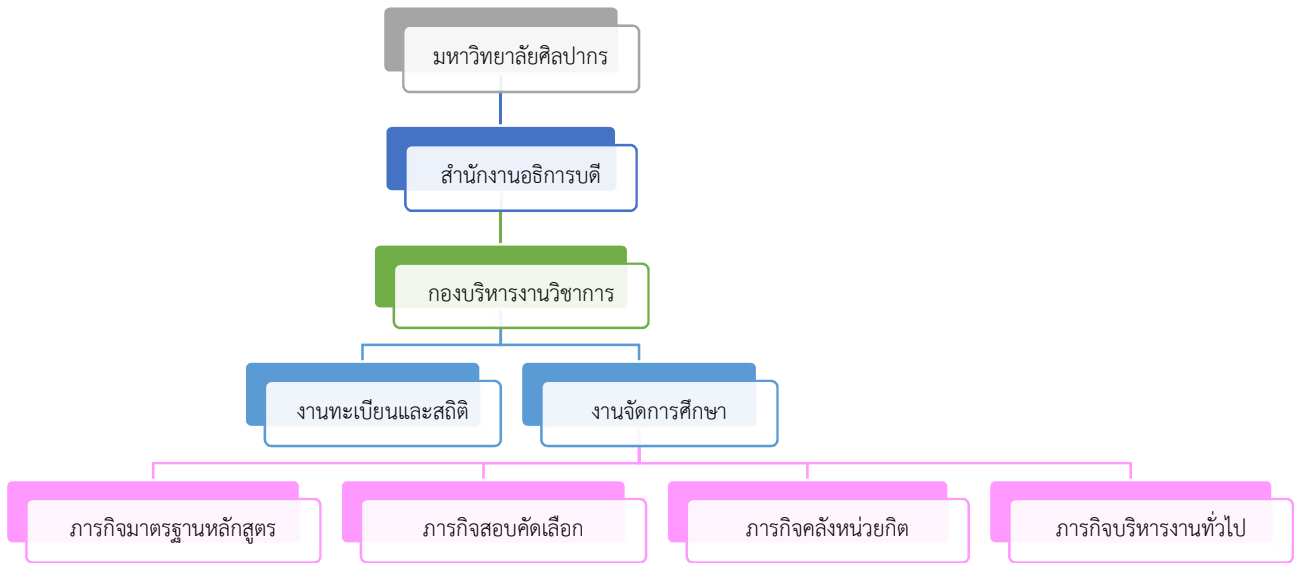 มหาวิทยาลัยศิลปากร
สำนักงานอธิการบดี
กองบริหารงานวิชาการ
งานทะเบียนและสถิติ
งานจัดการศึกษา
ภารกิจมาตรฐานหลักสูตร
ภารกิจสอบคัดเลือก
ภารกิจคลังหน่วยกิต
ภารกิจบริหารงานทั่วไป